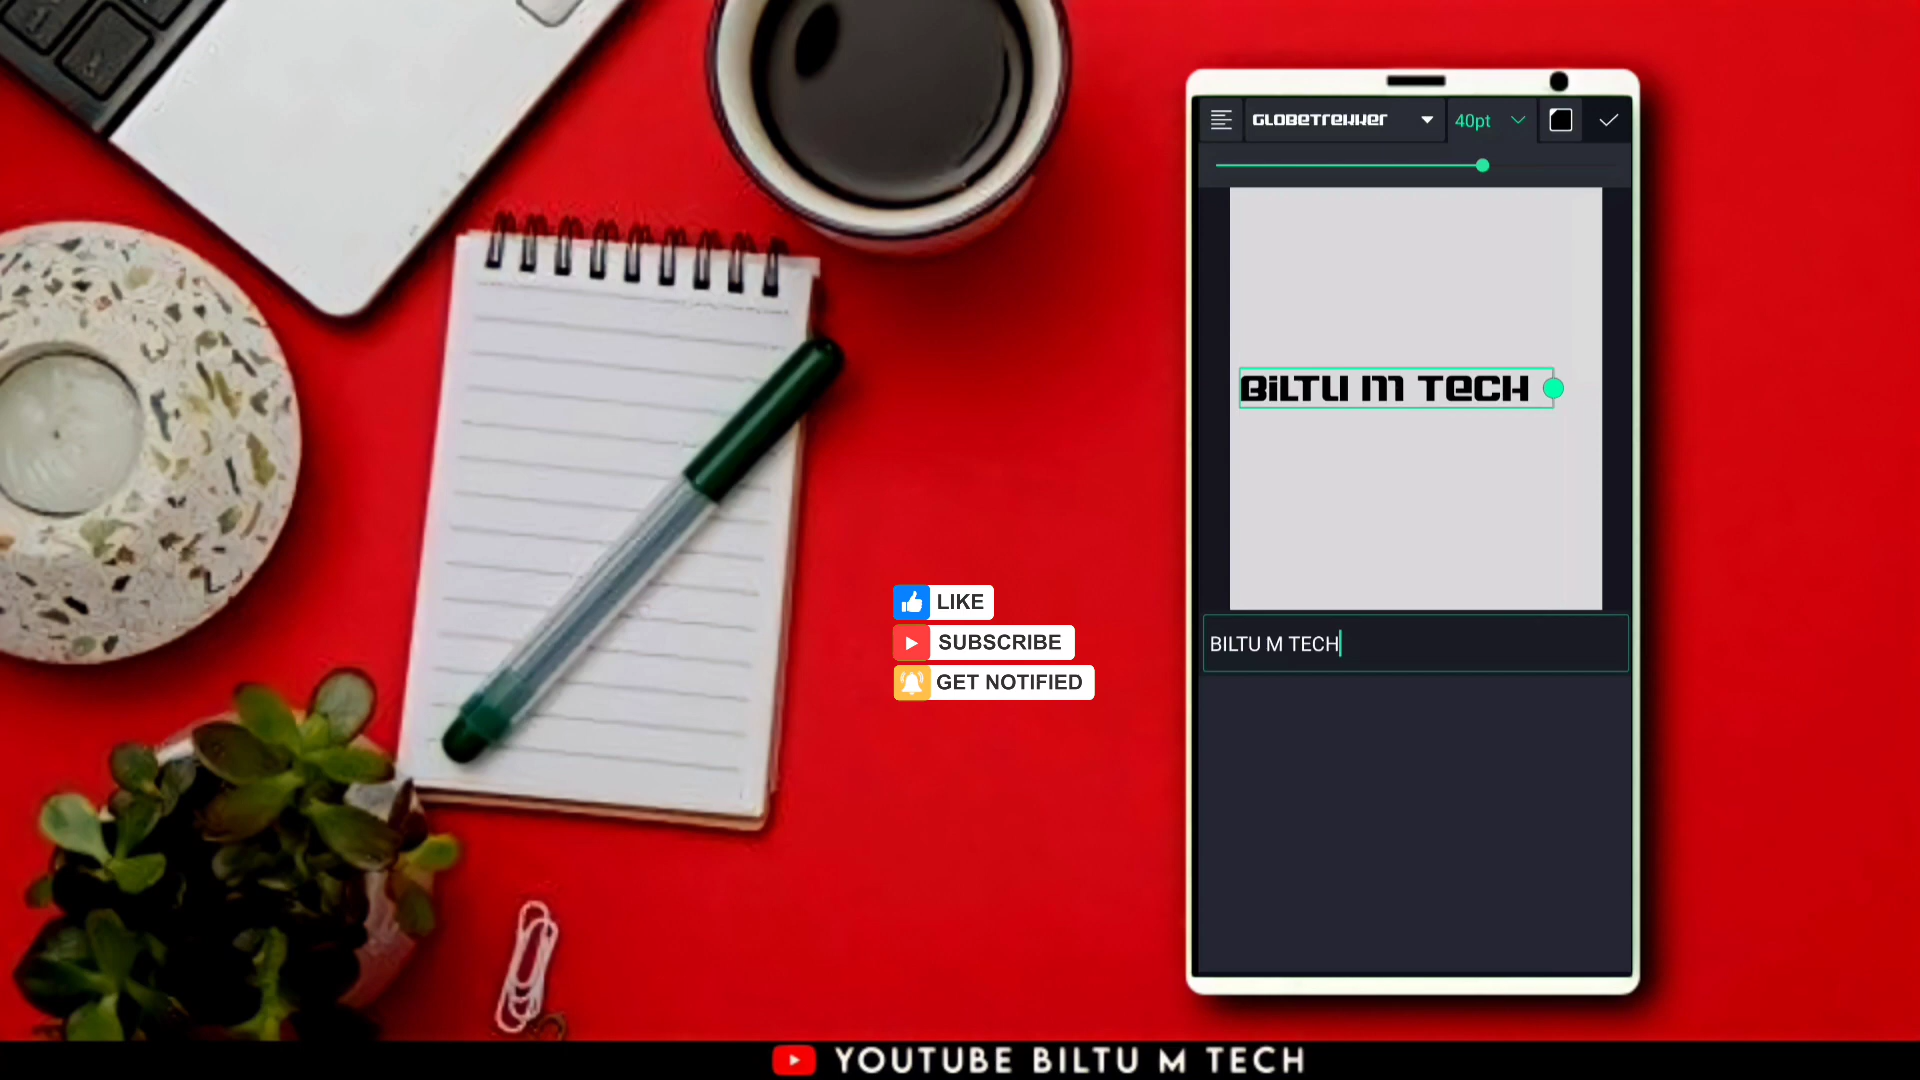 GLOBETREKKER 40pt
BILTU M TECH
BILTU M TECH
LIKE
SUBSCRIBE
GET NOTIFIED
YOUTUBE BILTU M TECH